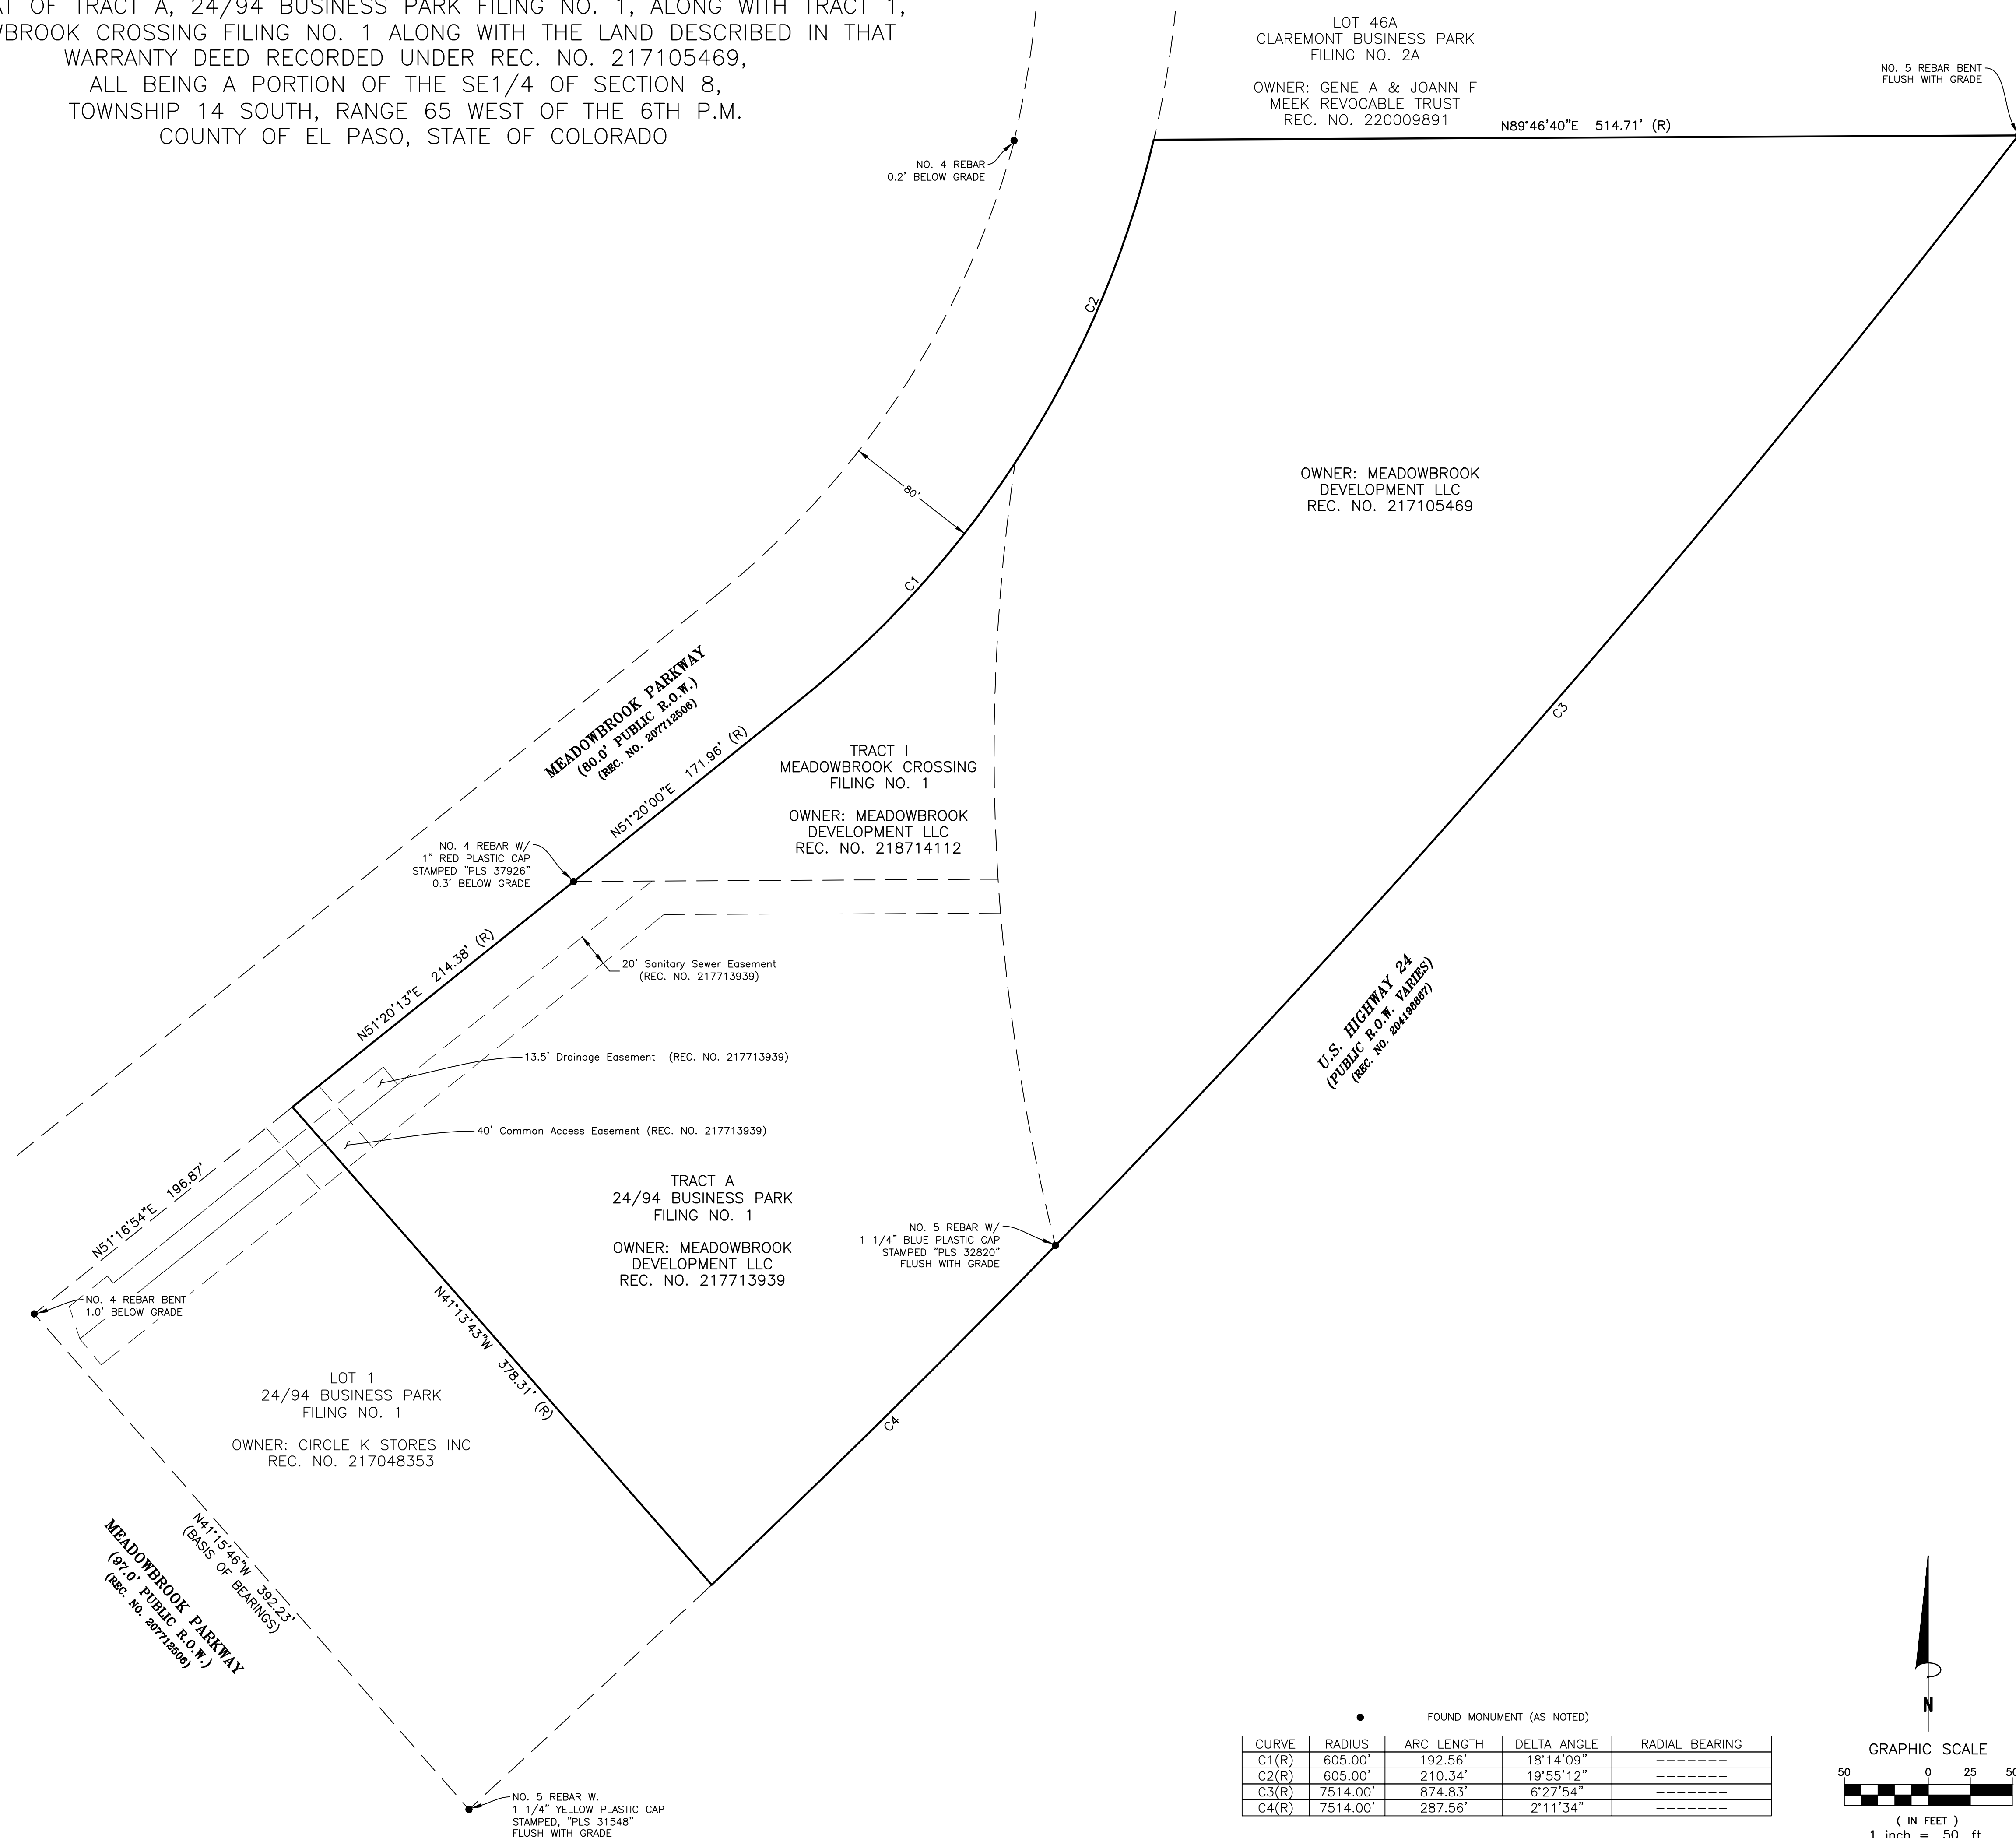 OF TRACT A, 24/94 BUSINESS PARK FILING NO. 1, ALONG WITH TRACT 1,
CROSSING FILING NO. 1 ALONG WITH THE LAND DESCRIBED IN THAT
WARRANTY DEED RECORDED UNDER REC. NO. 217105469,
ALL BEING A PORTION OF THE SE1/4 OF SECTION 8,
TOWNSHIP 14 SOUTH, RANGE 65 WEST OF THE 6TH P.M.
COUNTY OF EL PASO, STATE OF COLORADO
LOT 46A
CLAREMONT BUSINESS PARK
FILING NO. 2A
OWNER: GENE A & JOANN F
MEEK REVOCABLE TRUST
REC. NO. 220009891
NO. 5 REBAR BENT
FLUSH WITH GRADE
N89°46'40"E 514.71' (R)
NO. 4 REBAR
0.2' BELOW GRADE
C2
80'
OWNER: MEADOWBROOK
DEVELOPMENT LLC
REC. NO. 217105469
C1
MEADOWBROOK PARKWAY
(80.0' PUBLIC R.O.W.)
(REC. NO. 207712506)
N51°20'00"E 171.96' (R)
C3
TRACT I
MEADOWBROOK CROSSING
FILING NO. 1
OWNER: MEADOWBROOK
DEVELOPMENT LLC
REC. NO. 218714112
NO. 4 REBAR W/
1" RED PLASTIC CAP
STAMPED "PLS 37926"
0.3' BELOW GRADE
N51°20'13"E 214.38' (R)
20' Sanitary Sewer Easement
(REC. NO. 217713939)
U.S. HIGHWAY 24
(PUBLIC R.O.W. VARIES)
(REC. NO. 204198867)
13.5' Drainage Easement (REC. NO. 217713939)
40' Common Access Easement (REC. NO. 217713939)
N51°16'54"E 196.87'
TRACT A
24/94 BUSINESS PARK
FILING NO. 1
OWNER: MEADOWBROOK
DEVELOPMENT LLC
REC. NO. 217713939
NO. 5 REBAR W/
1 1/4" BLUE PLASTIC CAP
STAMPED "PLS 32820"
FLUSH WITH GRADE
NO. 4 REBAR BENT
1.0' BELOW GRADE
N41°13'43"W 378.31' (R)
C4
LOT 1
24/94 BUSINESS PARK
FILING NO. 1
OWNER: CIRCLE K STORES INC
REC. NO. 217048353
N41°15'46"W 392.23'
(BASIS OF BEARINGS)
MEADOWBROOK PARKWAY
(97.0' PUBLIC R.O.W.)
(REC. NO. 207712506)
NO. 5 REBAR W.
1 1/4" YELLOW PLASTIC CAP
STAMPED, "PLS 31548"
FLUSH WITH GRADE
FOUND MONUMENT (AS NOTED)
CURVE RADIUS ARC LENGTH DELTA ANGLE RADIAL BEARING
C1(R) 605.00' 192.56' 18°14'09" -------
C2(R) 605.00' 210.34' 19°55'12" -------
C3(R) 7514.00' 874.83' 6°27'54" -------
C4(R) 7514.00' 287.56' 2°11'34" -------
N
GRAPHIC SCALE
50 0 25 50
( IN FEET )
1 inch = 50 ft.